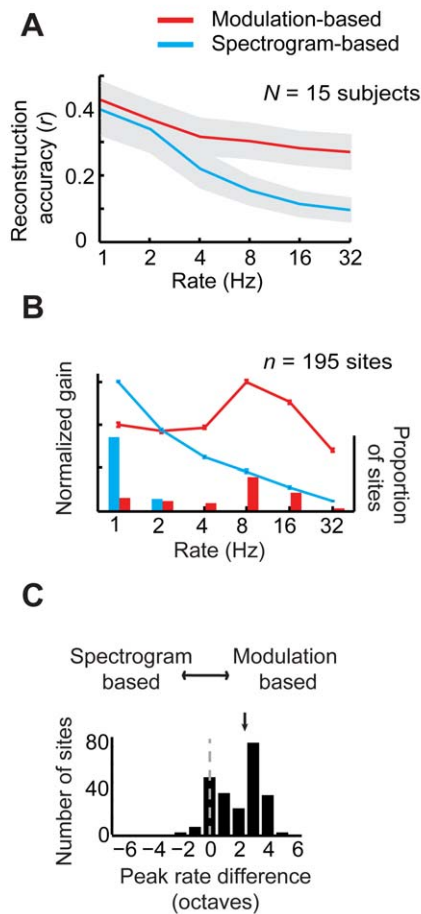 A
Modulation-based
Spectrogram-based
N = 15 subjects
Reconstruction
accuracy (r)
0.4
0.2
0
1 2 4 8 16 32
Rate (Hz)
B
n = 195 sites
Normalized gain
Proportion
of sites
1 2 4 8 16 32
Rate (Hz)
C
Spectrogram Modulation
based based
Number of sites
80
40
0
−6 −4 −2 0 2 4 6
Peak rate difference
(octaves)